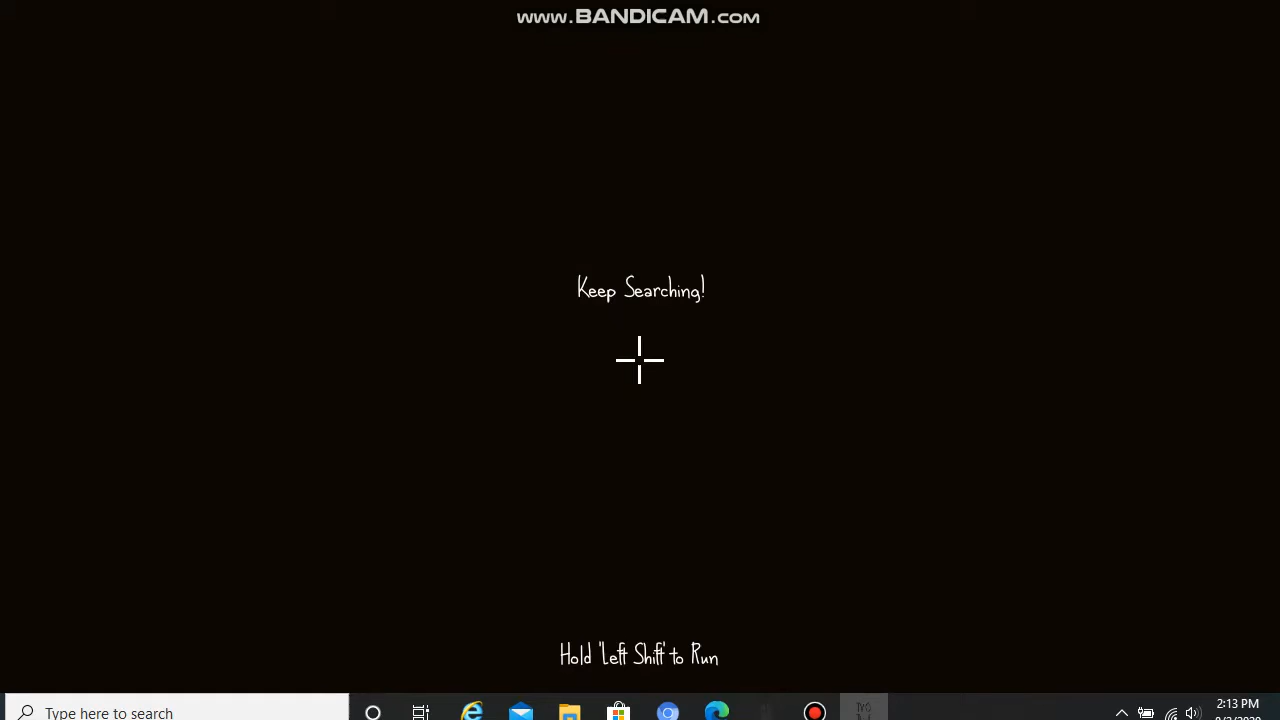 www.BANDICAM.com
Keep Searching!
Hold 'Left Shift' to Run
Type here to search
2:13 PM